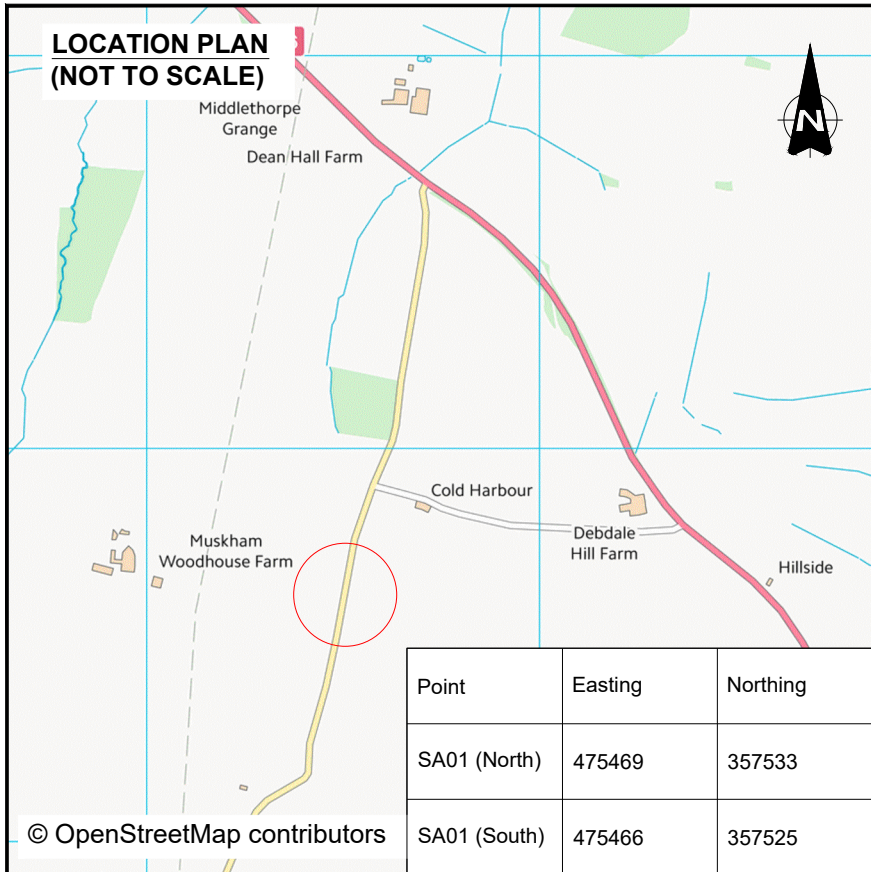 LOCATION PLAN
(NOT TO SCALE)
N
Middlethorpe
Grange
Dean Hall Farm
Cold Harbour
Muskham
Woodhouse Farm
Debdale
Hill Farm
Hillside
Point Easting Northing
SA01 (North) 475469 357533
SA01 (South) 475466 357525
© OpenStreetMap contributors